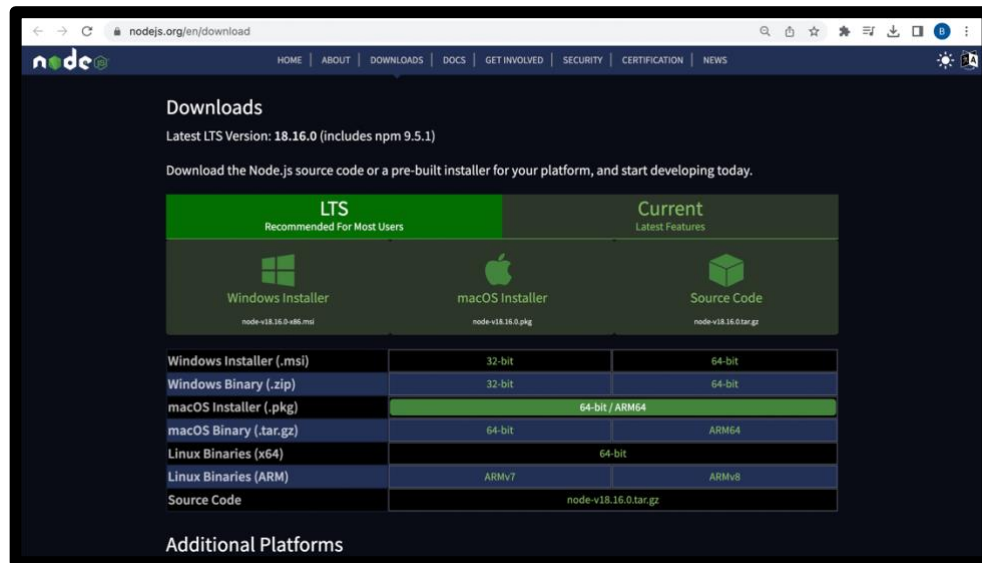 nodejs.org/en/download
B
node
HOME | ABOUT | DOWNLOADS | DOCS | GET INVOLVED | SECURITY | CERTIFICATION | NEWS
Downloads
Latest LTS Version: 18.16.0 (includes npm 9.5.1)
Download the Node.js source code or a pre-built installer for your platform, and start developing today.
LTS Current
Recommended For Most Users Latest Features
Windows Installer macOS Installer Source Code
node-v18.16.0-x86.msi node-v18.16.0.pkg node-v18.16.0.tar.gz
Windows Installer (.msi) 32-bit 64-bit
Windows Binary (.zip) 32-bit 64-bit
macOS Installer (.pkg) 64-bit / ARM64
macOS Binary (.tar.gz) 64-bit ARM64
Linux Binaries (x64) 64-bit
Linux Binaries (ARM) ARMv7 ARMv8
Source Code node-v18.16.0.tar.gz
Additional Platforms